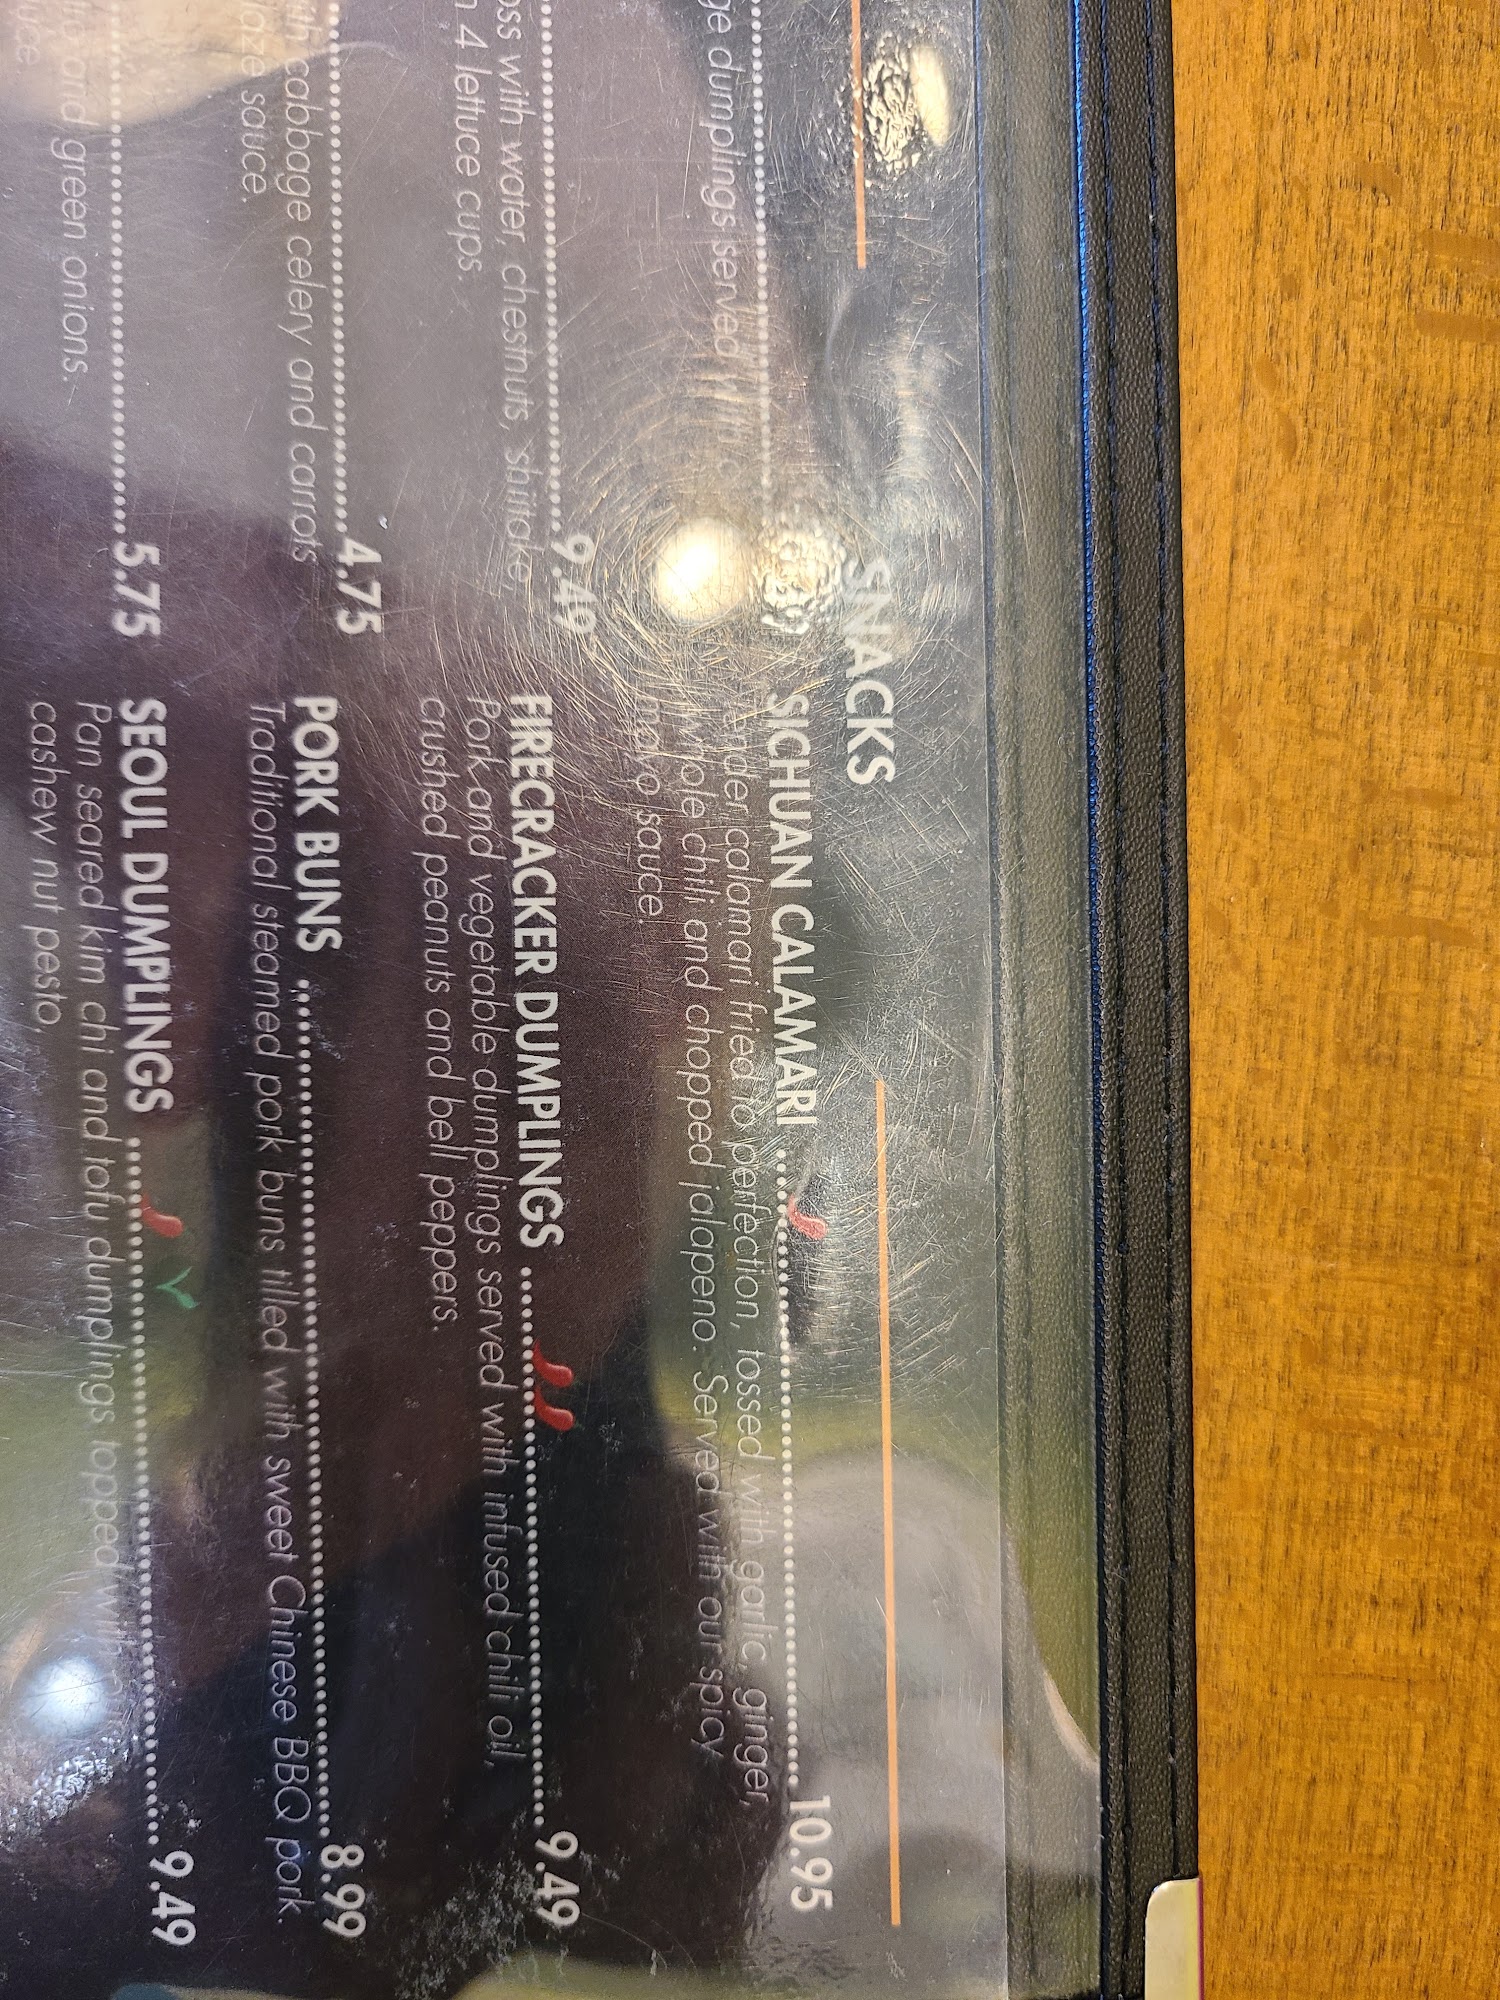 SNACKS
dumplings served with
9.49
with water, chestnuts, shiitake,
4 lettuce cups.
4.75
cabbage celery and carrots
sauce.
5.75
and green onions.
SICHUAN CALAMARI 10.95
calamari fried to perfection, tossed with garlic, ginger,
whole chili and chopped jalapeno. Served with our spicy
mayo sauce.
FIRECRACKER DUMPLINGS 9.49
Pork and vegetable dumplings served with infused chili oil,
crushed peanuts and bell peppers.
PORK BUNS 8.99
Traditional steamed pork buns filled with sweet Chinese BBQ pork.
SEOUL DUMPLINGS 9.49
Pan seared kim chi and tofu dumplings topped with
cashew nut pesto,